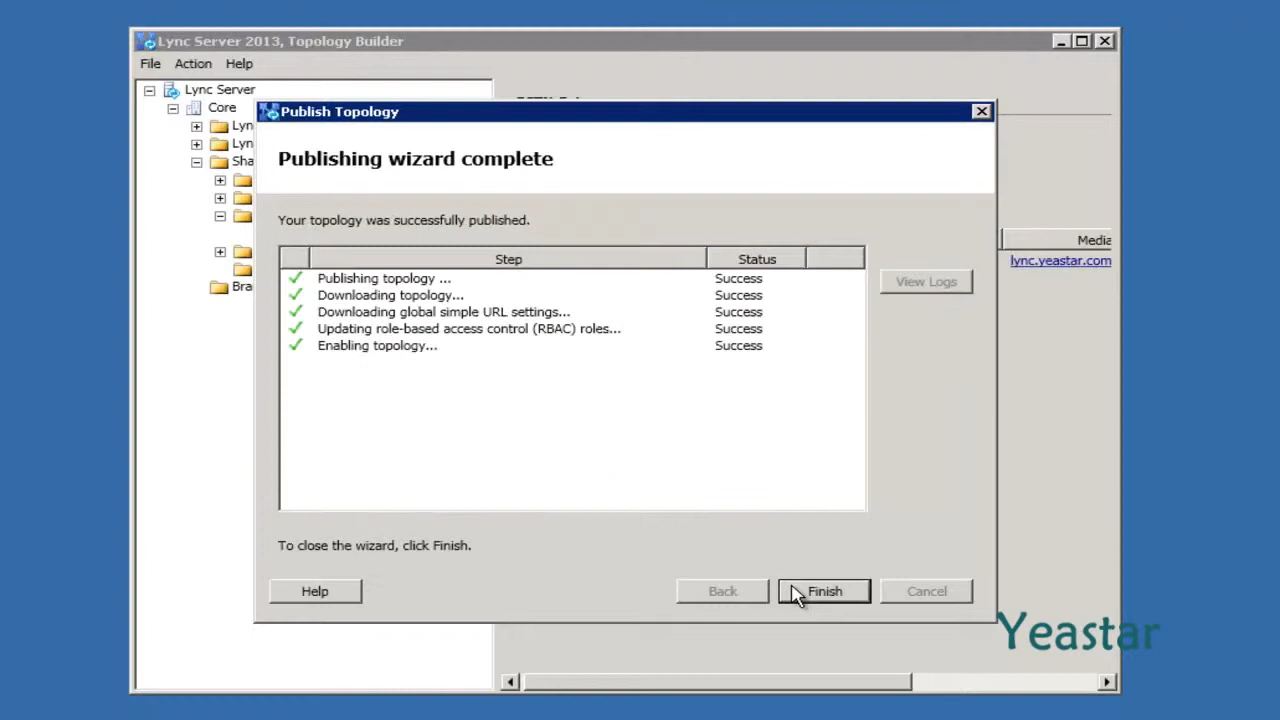 Lync Server 2013, Topology Builder
File Action Help
Lync Server
Core
Lyn
Lyn
Sha
Bra
Publish Topology
Publishing wizard complete
Your topology was successfully published.
Step Status
Publishing topology ... Success
Downloading topology... Success
Downloading global simple URL settings... Success
Updating role-based access control (RBAC) roles... Success
Enabling topology... Success
View Logs
Media
lync.yeastar.com
To close the wizard, click Finish.
Help Back Finish Cancel
Yeastar